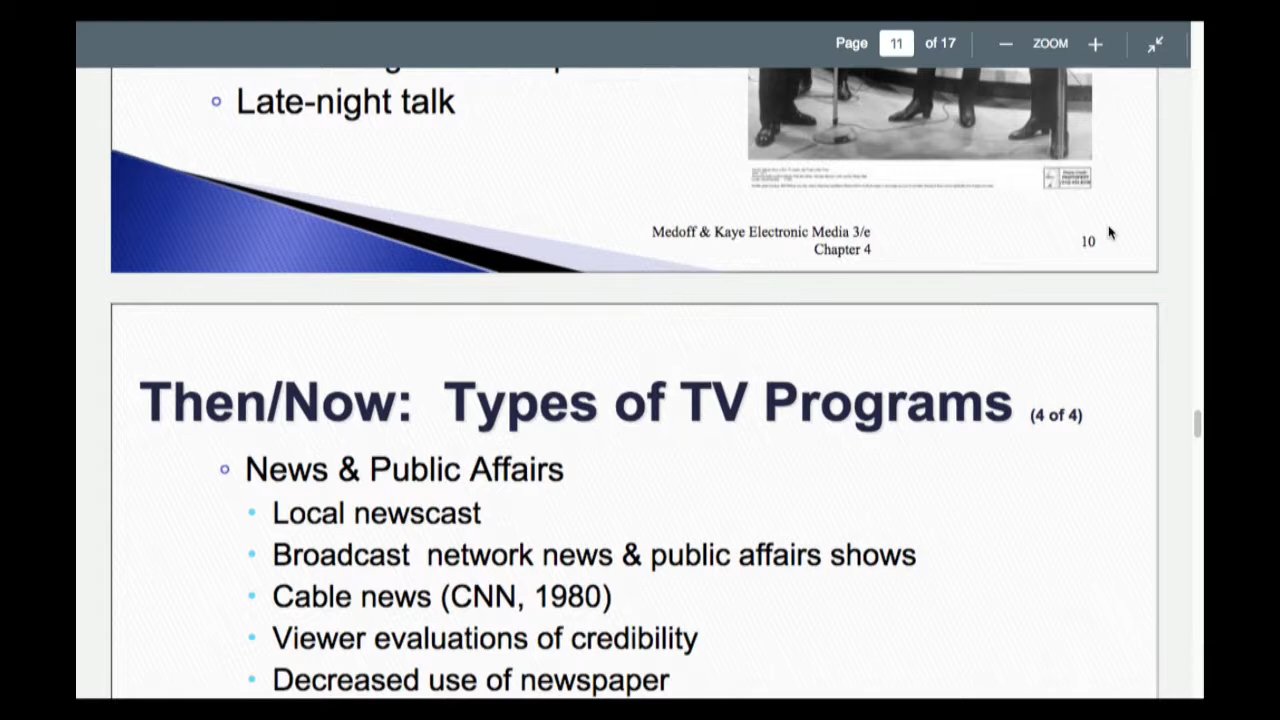 Page 11 of 17 — ZOOM +
Late-night talk
Medoff & Kaye Electronic Media 3/e
Chapter 4
10
Then/Now: Types of TV Programs (4 of 4)
News & Public Affairs
Local newscast
Broadcast network news & public affairs shows
Cable news (CNN, 1980)
Viewer evaluations of credibility
Decreased use of newspaper